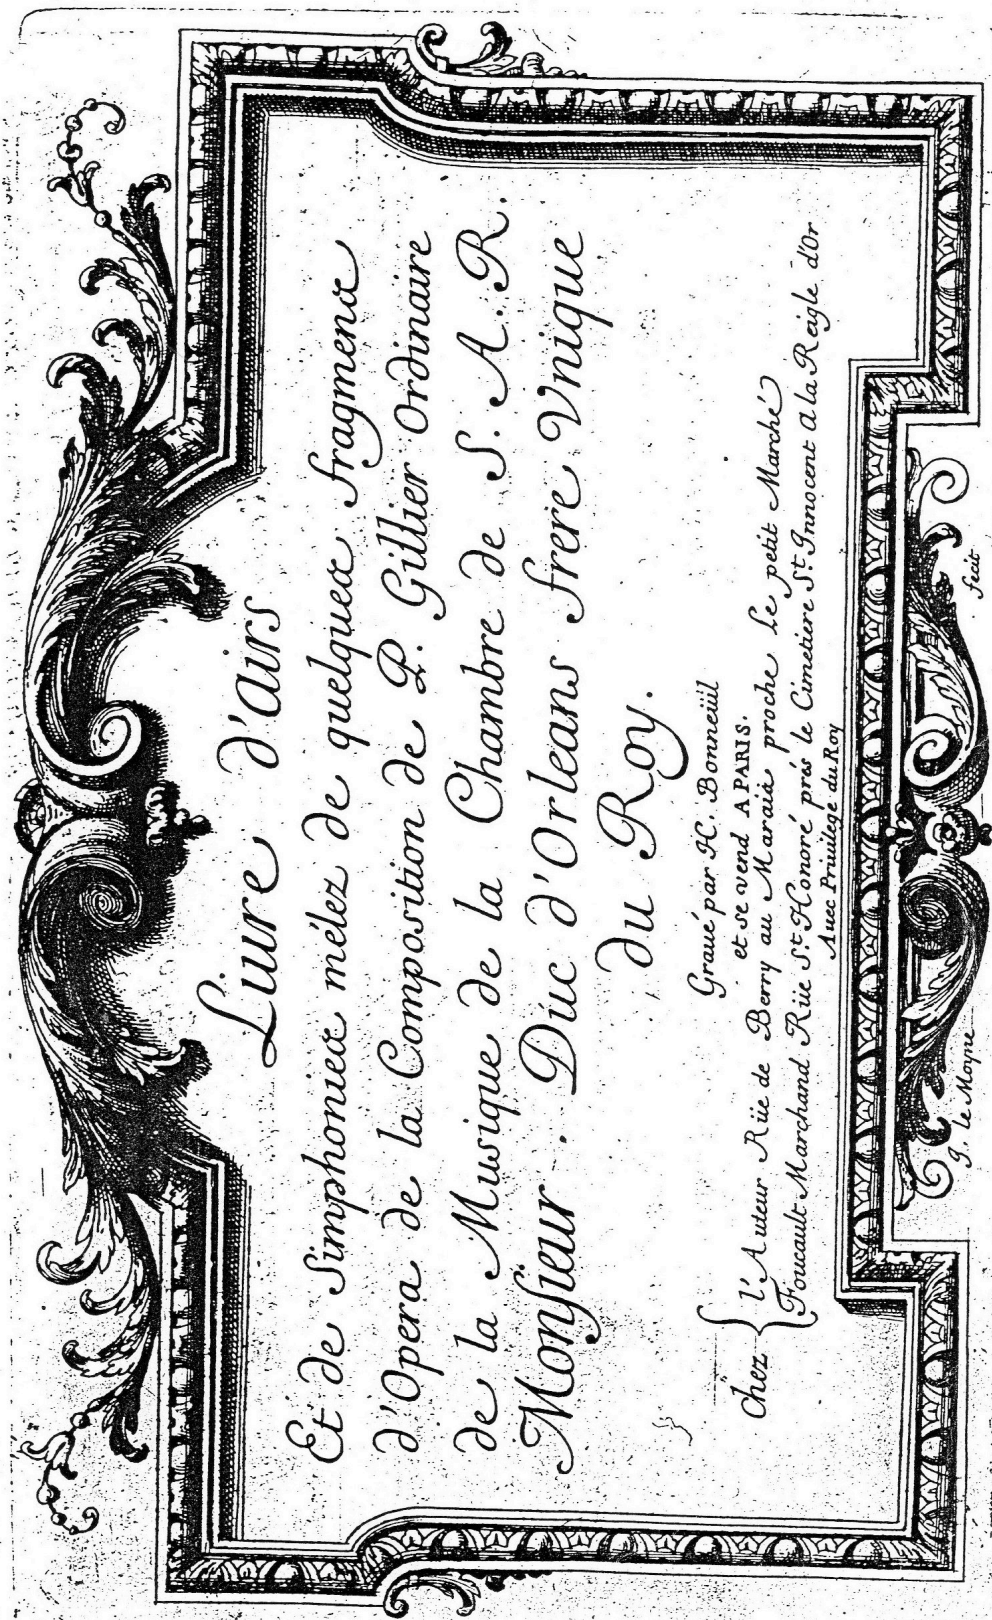 Liure d'Airs
Et de Simphonies mélez de quelques fragmens
d'Opera de la Composition de P. Gillier Ordinaire
de la Musique de la Chambre de S. A. R.
Monsieur. Duc d'Orleans frere Vnique
du Roy.
Graué par H. Bonneüil
et se vend A PARIS.
Chez { l'Auteur Rüe de Berry au Marais proche Le petit Marché
Foucault Marchand Rüe St. Honoré prés le Cimetiere St. Innocent a la Reigle d'Or
Auec Priuilege du Roy
J. le Moyne fecit